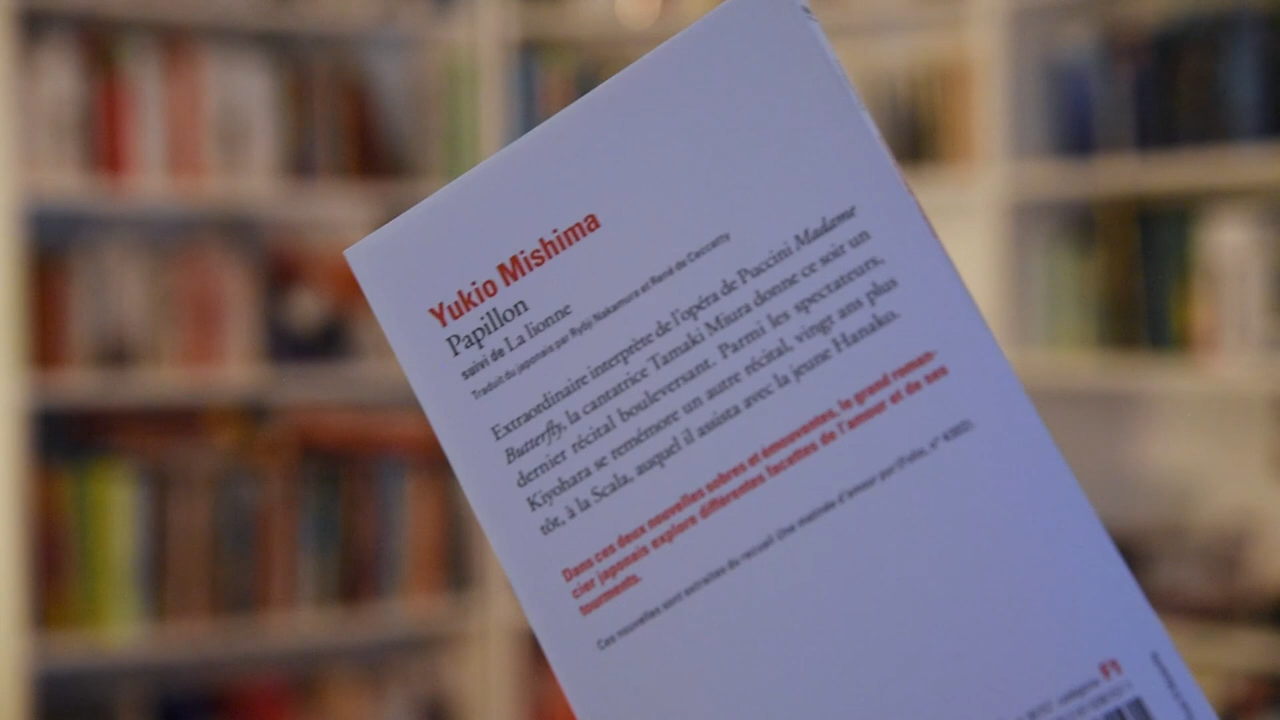 Yukio Mishima
Papillon
suivi de La lionne
Traduit du japonais par Ryôji Nakamura et René de Ceccatty
Extraordinaire interprète de l'opéra de Puccini Madame
Butterfly, la cantatrice Tamaki Miura donne ce soir un
dernier récital bouleversant. Parmi les spectateurs,
Kiyohara se remémore un autre récital, vingt ans plus
tôt, à la Scala, auquel il assista avec la jeune Hanako.
Dans ces deux nouvelles sobres et émouvantes, le grand roman-
cier japonais explore différentes facettes de l'amour et de ses
tourments.
Ces nouvelles sont extraites du recueil Une matinée d'amour pur (Folio, n°
catégorie F1